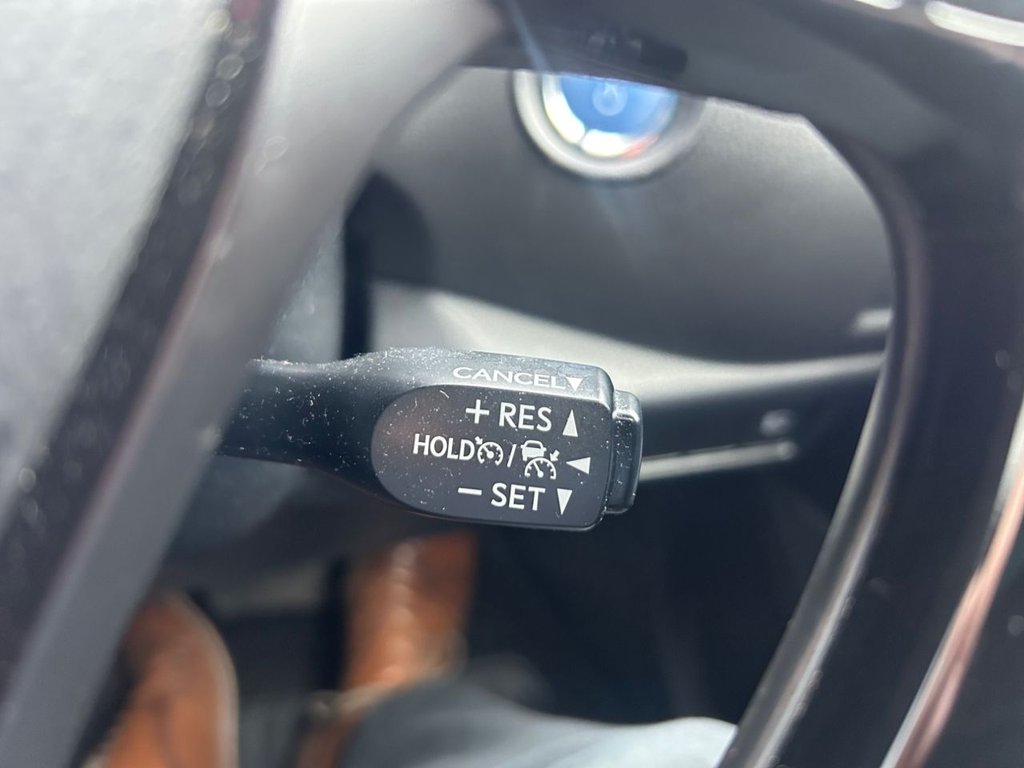 CANCEL▼
+ RES ▲
HOLD / ◀
− SET ▼